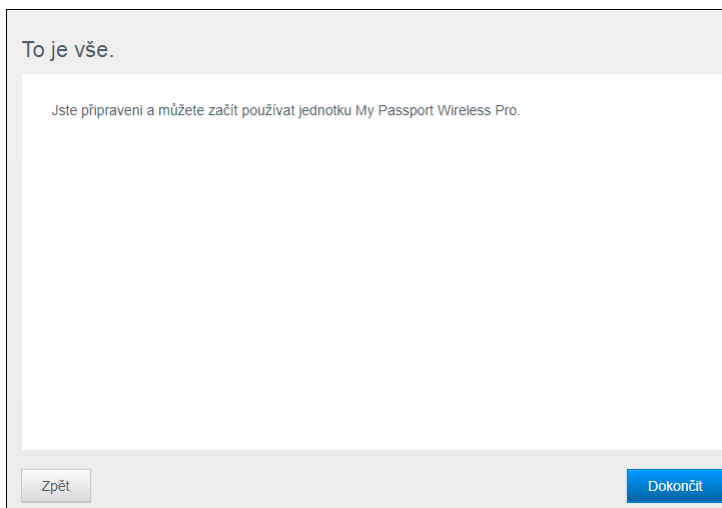 To je vše.
Jste připraveni a můžete začít používat jednotku My Passport Wireless Pro.
Zpět
Dokončit